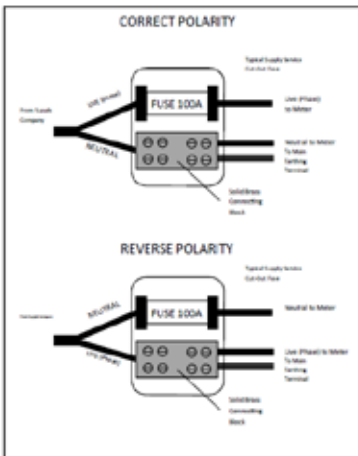 CORRECT POLARITY
Typical Supply Service
Cut-Out Fuse
LIVE (Phase)
FUSE 100A
Live (Phase)
to Meter
From Supply
Company
NEUTRAL
Neutral to Meter
To Main
Earthing
Terminal
Solid Brass
Connecting
Block
REVERSE POLARITY
Typical Supply Service
Cut-Out Fuse
NEUTRAL
FUSE 100A
Neutral to Meter
Live (Phase)
Live (Phase) to Meter
To Main
Earthing
Terminal
Solid Brass
Connecting
Block